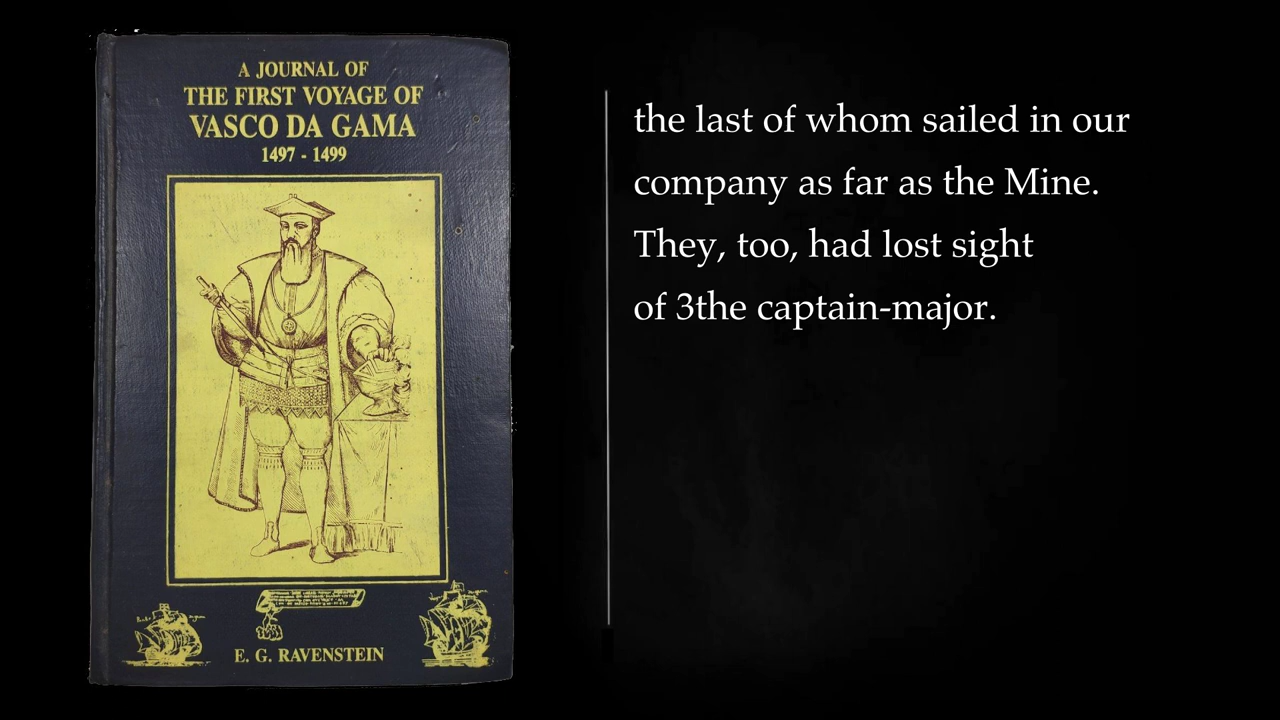 A JOURNAL OF
THE FIRST VOYAGE OF
VASCO DA GAMA
1497 - 1499
E. G. RAVENSTEIN
the last of whom sailed in our
company as far as the Mine.
They, too, had lost sight
of 3the captain-major.